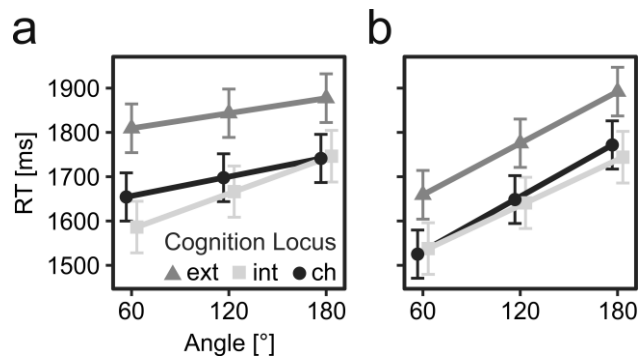 a
b
RT [ms]
1900
1800
1700
1600
1500
Cognition Locus
ext int ch
60 120 180
60 120 180
Angle [°]